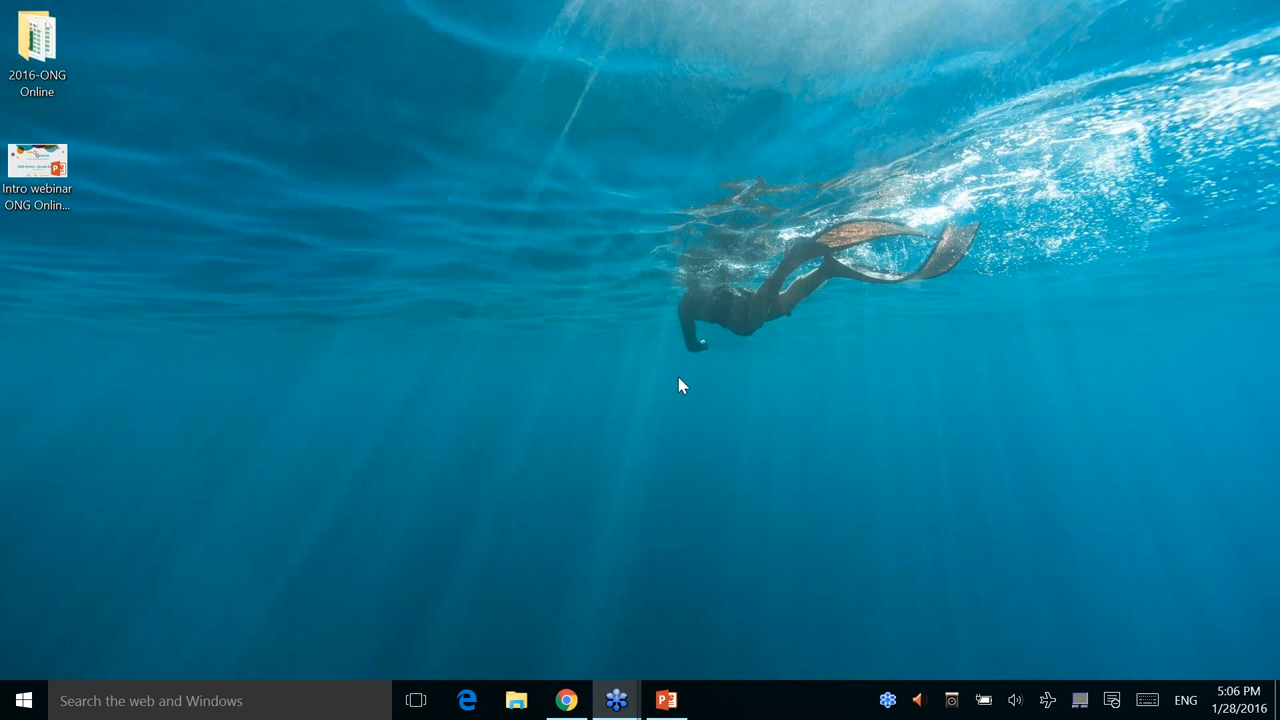 2016-ONG
Online
Intro webinar
ONG Onlin...
Search the web and Windows
ENG
5:06 PM
1/28/2016